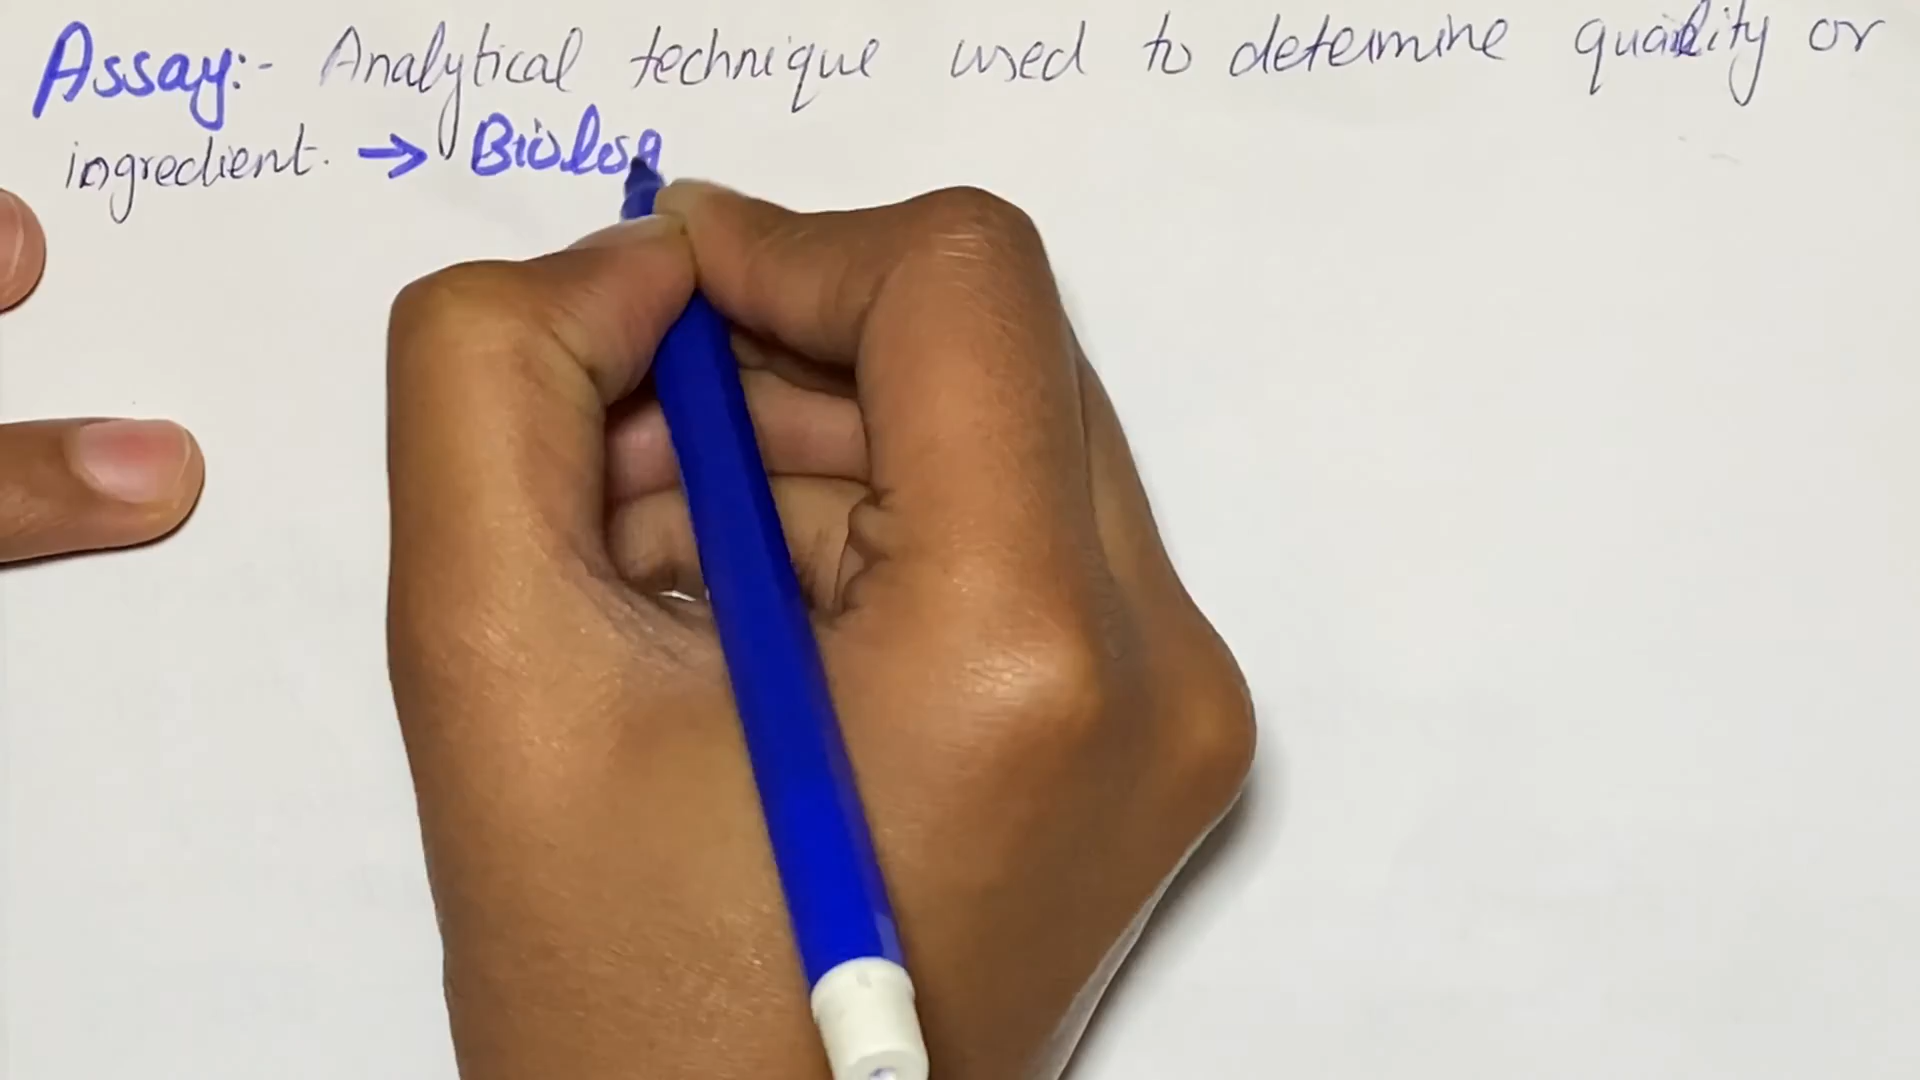 Assay:- Analytical technique used to determine quality or
ingredient. → Biolog